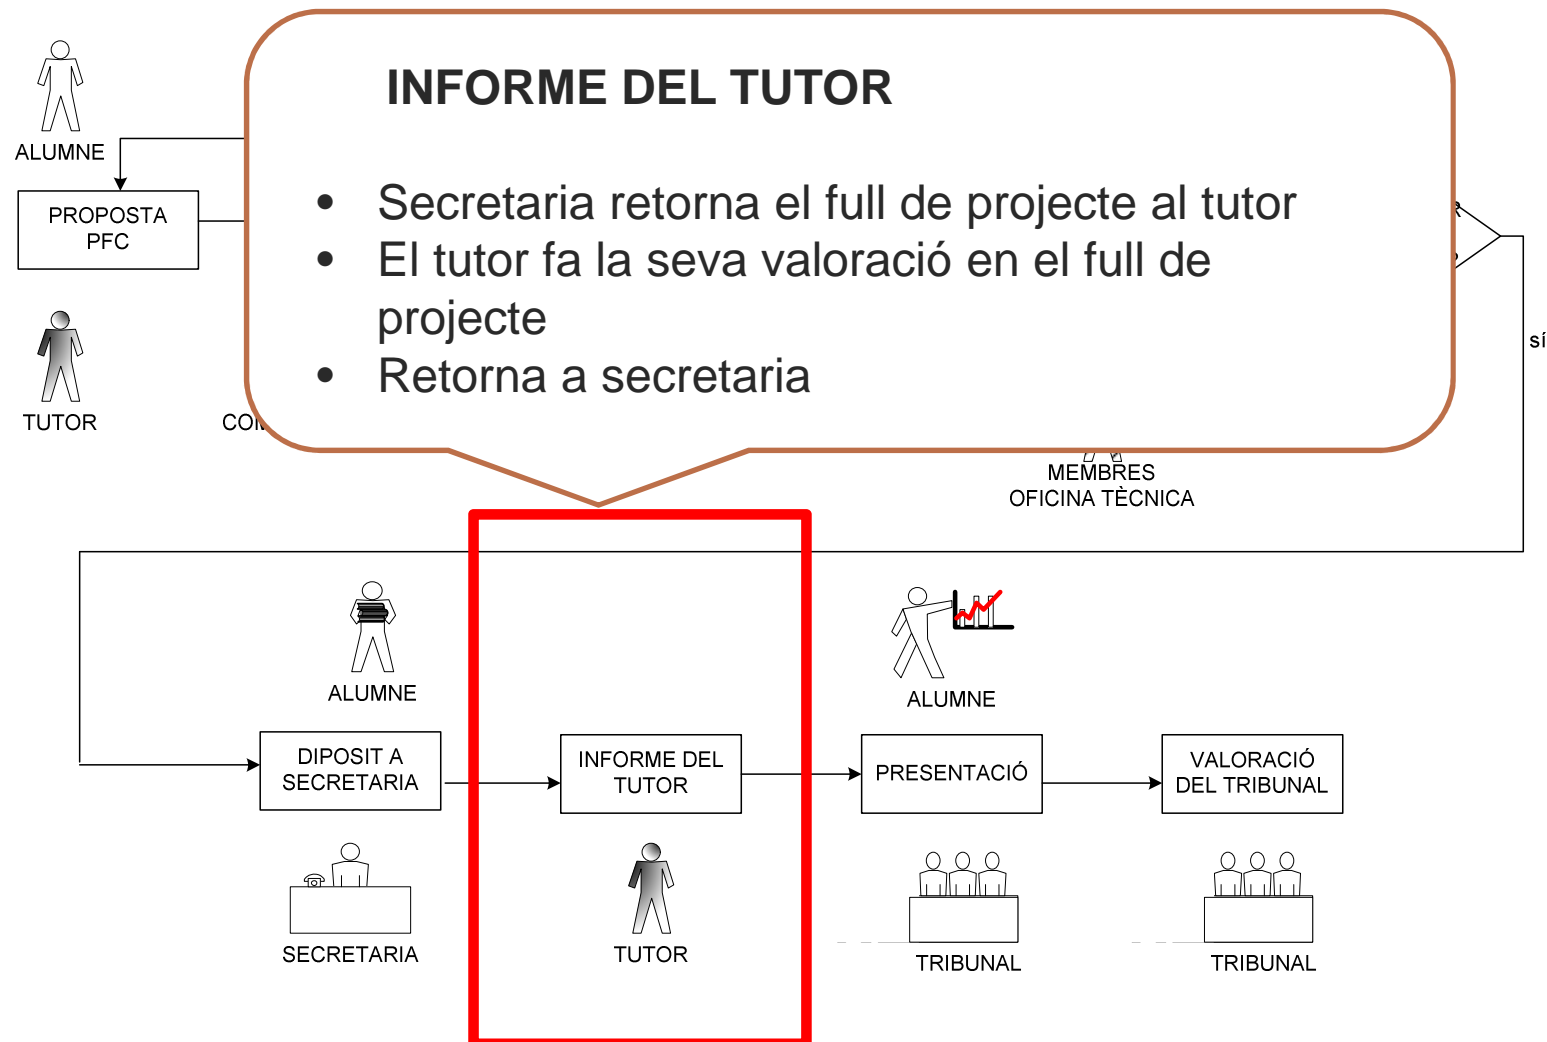 INFORME DEL TUTOR
• Secretaria retorna el full de projecte al tutor
• El tutor fa la seva valoració en el full de
projecte
• Retorna a secretaria
ALUMNE
PROPOSTA
PFC
TUTOR
sí
MEMBRES
OFICINA TÈCNICA
ALUMNE
ALUMNE
DIPOSIT A
SECRETARIA
INFORME DEL
TUTOR
PRESENTACIÓ
VALORACIÓ
DEL TRIBUNAL
SECRETARIA
TUTOR
TRIBUNAL
TRIBUNAL